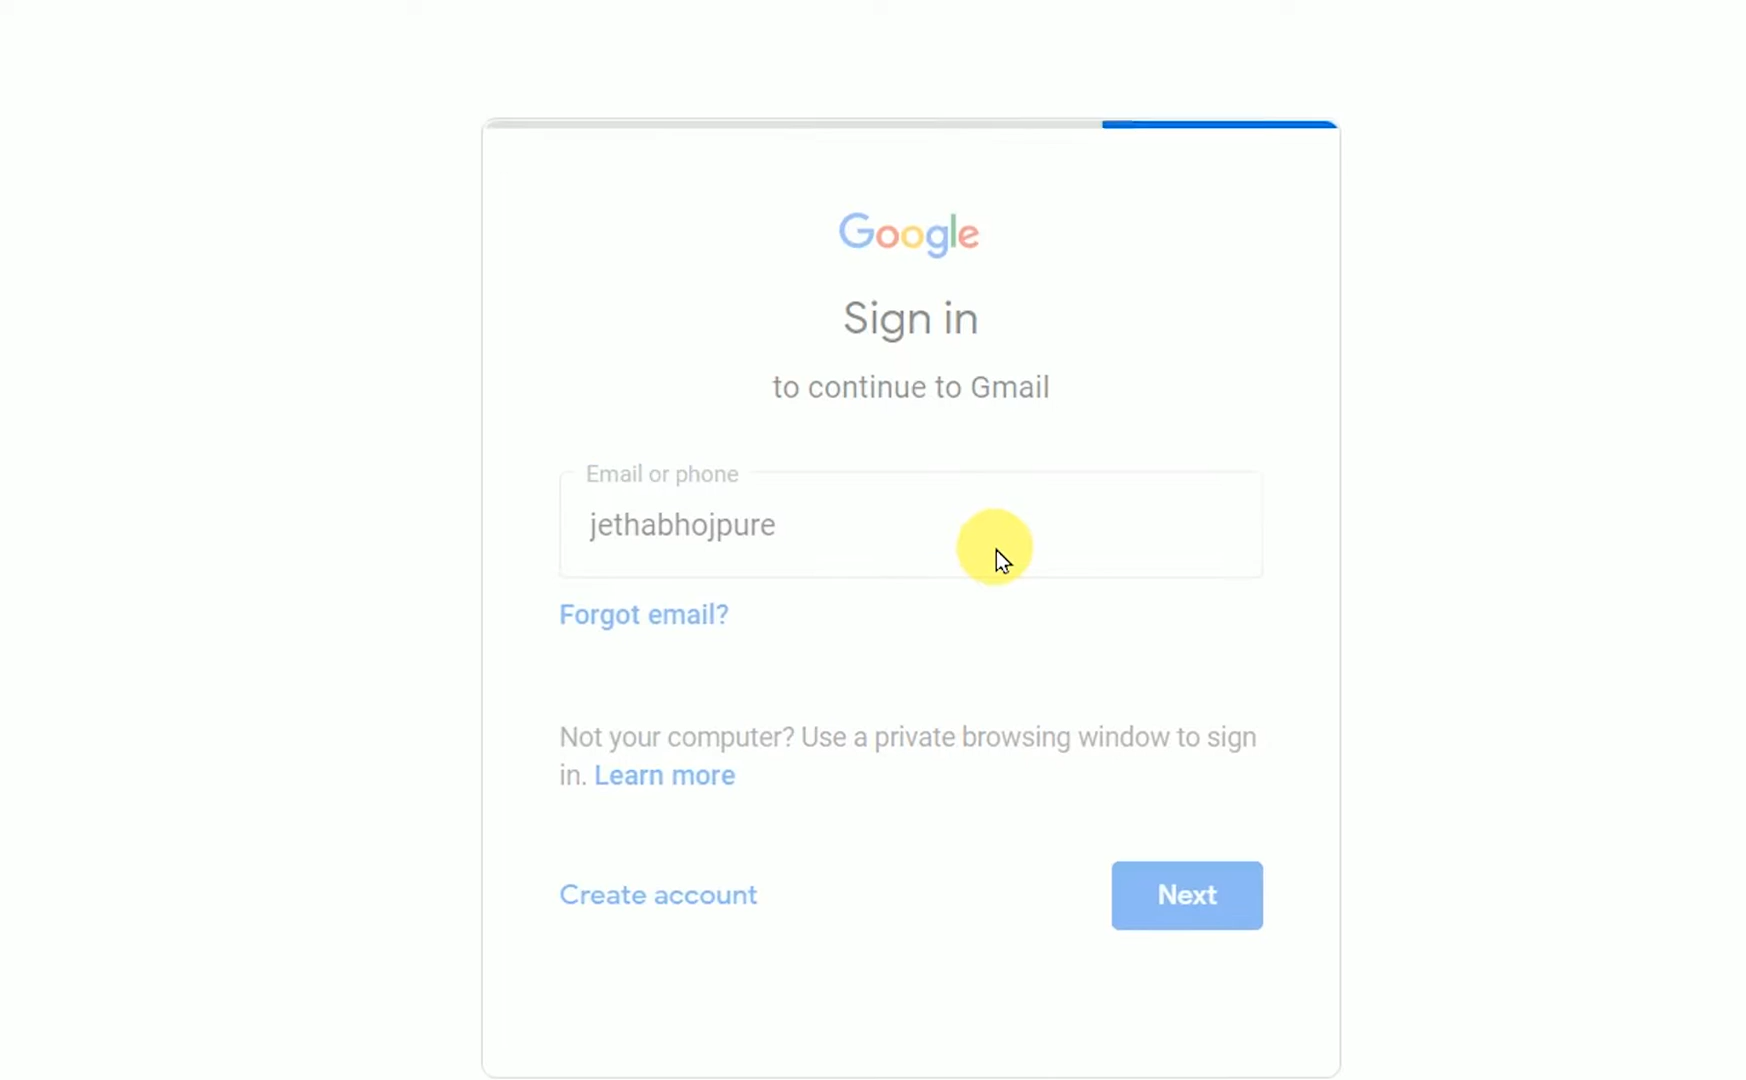 Google
Sign in
to continue to Gmail
Email or phone
jethabhojpure
Forgot email?
Not your computer? Use a private browsing window to sign
in. Learn more
Create account
Next